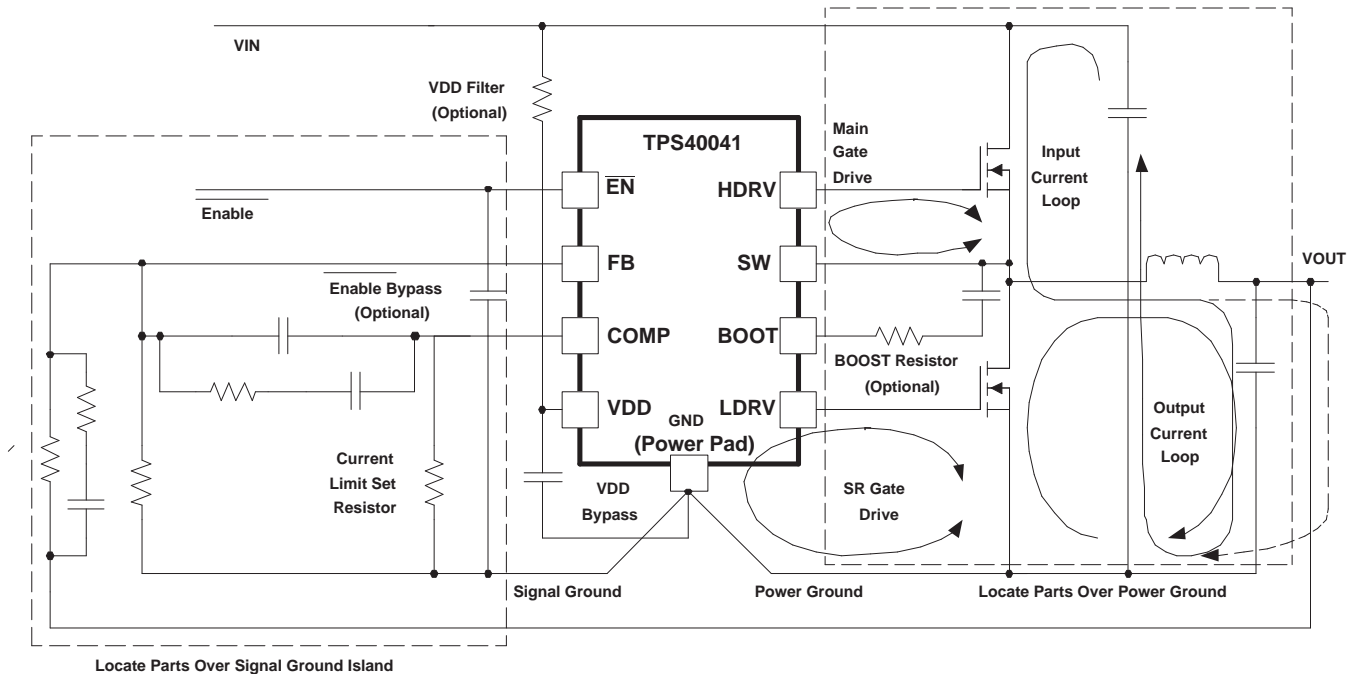 VIN
VDD Filter
(Optional)
TPS40041
Main
Gate
Drive
Input
Current
Loop
EN
HDRV
Enable
FB
SW
VOUT
Enable Bypass
(Optional)
COMP
BOOT
BOOST Resistor
(Optional)
VDD
LDRV
GND
(Power Pad)
Output
Current
Loop
Current
Limit Set
Resistor
VDD
Bypass
SR Gate
Drive
Signal Ground
Power Ground
Locate Parts Over Power Ground
Locate Parts Over Signal Ground Island